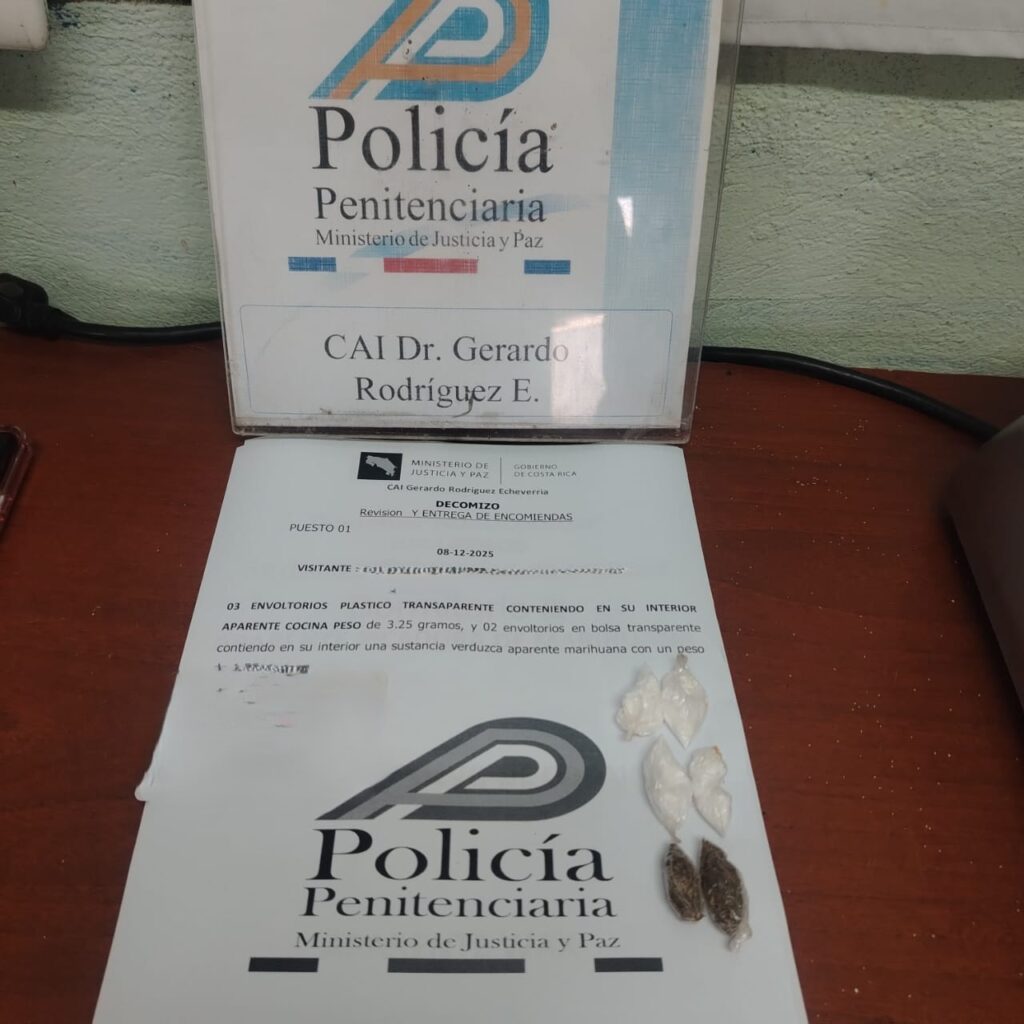 Policía
Penitenciaria
Ministerio de Justicia y Paz
CAI Dr. Gerardo
Rodríguez E.
MINISTERIO DE
JUSTICIA Y PAZ
GOBIERNO
DE COSTA RICA
CAI Gerardo Rodriguez Echeverria
DECOMIZO
Revision Y ENTREGA DE ENCOMIENDAS
PUESTO 01
08-12-2025
VISITANTE :
03 ENVOLTORIOS PLASTICO TRANSAPARENTE CONTENIENDO EN SU INTERIOR
APARENTE COCINA PESO de 3.25 gramos, y 02 envoltorios en bolsa transparente
contiendo en su interior una sustancia verduzca aparente marihuana con un peso
Policía
Penitenciaria
Ministerio de Justicia y Paz